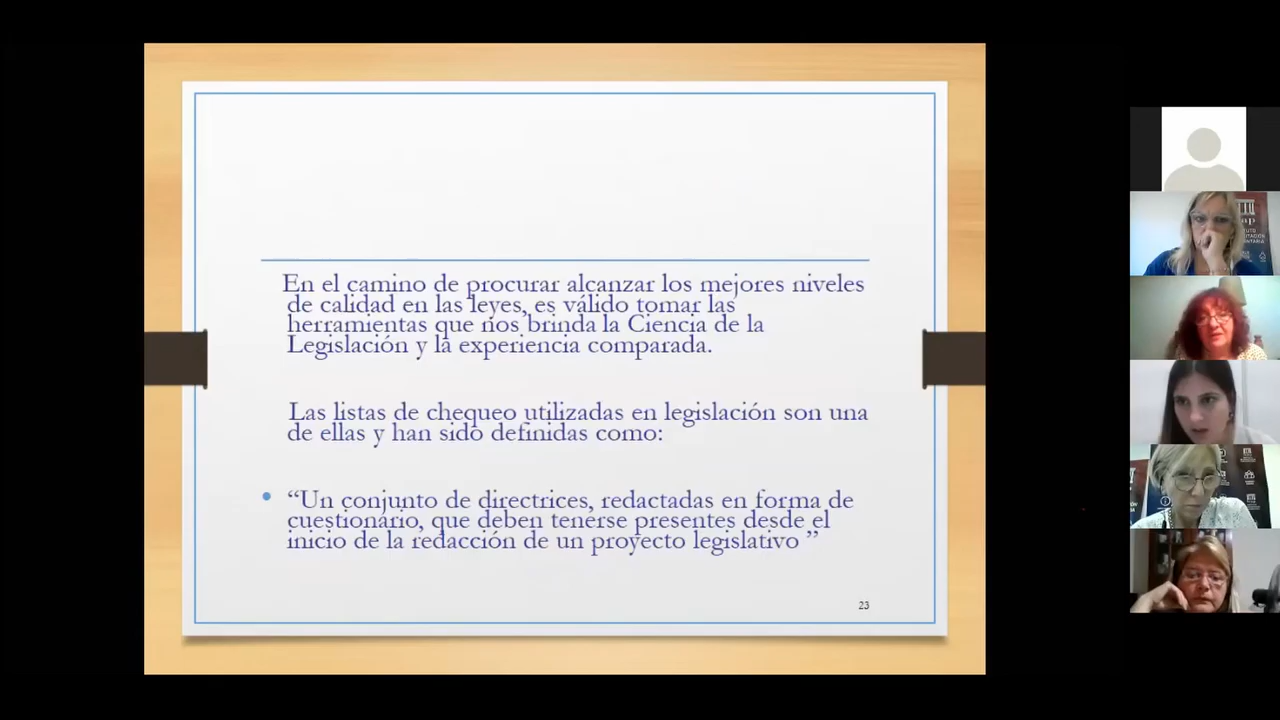 En el camino de procurar alcanzar los mejores niveles
de calidad en las leyes, es válido tomar las
herramientas que nos brinda la Ciencia de la
Legislación y la experiencia comparada.
Las listas de chequeo utilizadas en legislación son una
de ellas y han sido definidas como:
• “Un conjunto de directrices, redactadas en forma de
cuestionario, que deben tenerse presentes desde el
inicio de la redacción de un proyecto legislativo ”
23